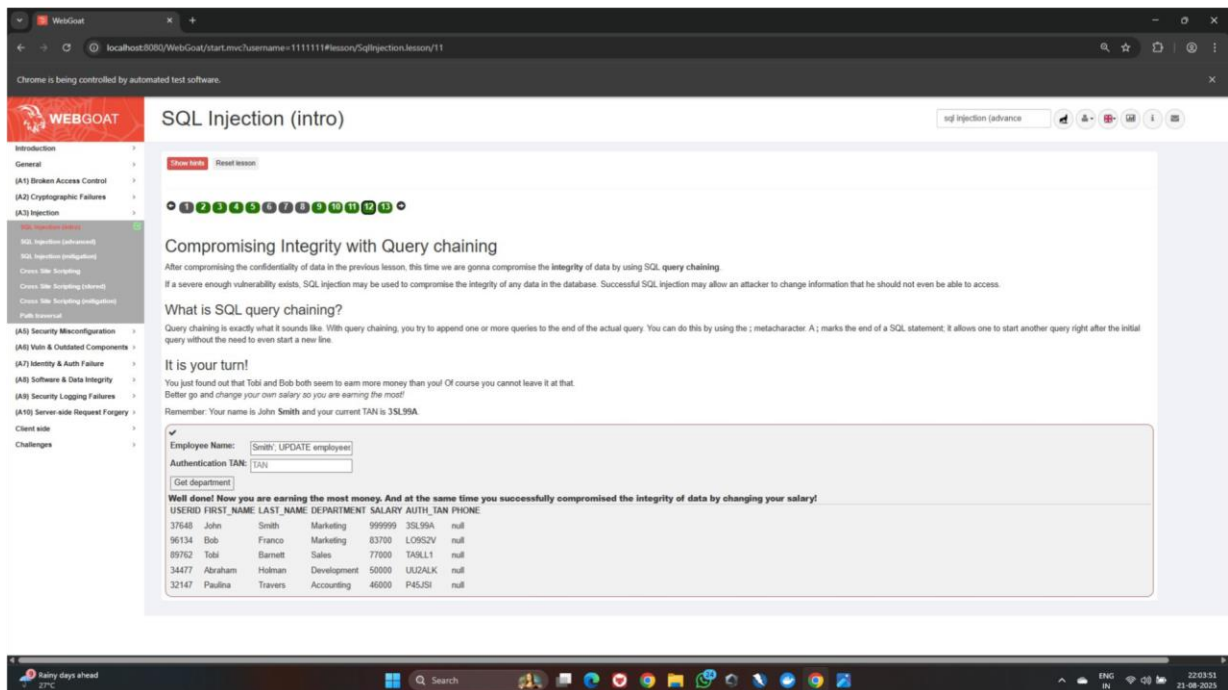 WebGoat
localhost:8080/WebGoat/start.mvc?username=1111111#lesson/SqlInjection.lesson/11
Chrome is being controlled by automated test software.
WEBGOAT
SQL Injection (intro)
sql injection (advance
Introduction
General
(A1) Broken Access Control
(A2) Cryptographic Failures
(A3) Injection
SQL Injection (intro)
SQL Injection (advanced)
SQL Injection (mitigation)
Cross Site Scripting
Cross Site Scripting (stored)
Cross Site Scripting (mitigation)
Path traversal
(A5) Security Misconfiguration
(A6) Vuln & Outdated Components
(A7) Identity & Auth Failure
(A8) Software & Data Integrity
(A9) Security Logging Failures
(A10) Server-side Request Forgery
Client side
Challenges
Show hints Reset lesson
1 2 3 4 5 6 7 8 9 10 11 12 13
Compromising Integrity with Query chaining
After compromising the confidentiality of data in the previous lesson, this time we are gonna compromise the integrity of data by using SQL query chaining.
If a severe enough vulnerability exists, SQL injection may be used to compromise the integrity of any data in the database. Successful SQL injection may allow an attacker to change information that he should not even be able to access.
What is SQL query chaining?
Query chaining is exactly what it sounds like. With query chaining, you try to append one or more queries to the end of the actual query. You can do this by using the ; metacharacter. A ; marks the end of a SQL statement; it allows one to start another query right after the initial
query without the need to even start a new line.
It is your turn!
You just found out that Tobi and Bob both seem to earn more money than you! Of course you cannot leave it at that.
Better go and change your own salary so you are earning the most!
Remember: Your name is John Smith and your current TAN is 3SL99A.
Employee Name: Smith'; UPDATE employees
Authentication TAN: TAN
Get department
Well done! Now you are earning the most money. And at the same time you successfully compromised the integrity of data by changing your salary!
USERID FIRST_NAME LAST_NAME DEPARTMENT SALARY AUTH_TAN PHONE
37648 John Smith Marketing 999999 3SL99A null
96134 Bob Franco Marketing 83700 LO9S2V null
89762 Tobi Barnett Sales 77000 TA9LL1 null
34477 Abraham Holman Development 50000 UU2ALK null
32147 Paulina Travers Accounting 46000 P45JSI null
Rainy days ahead
27°C
Search
ENG
IN
22:03:51
21-08-2025